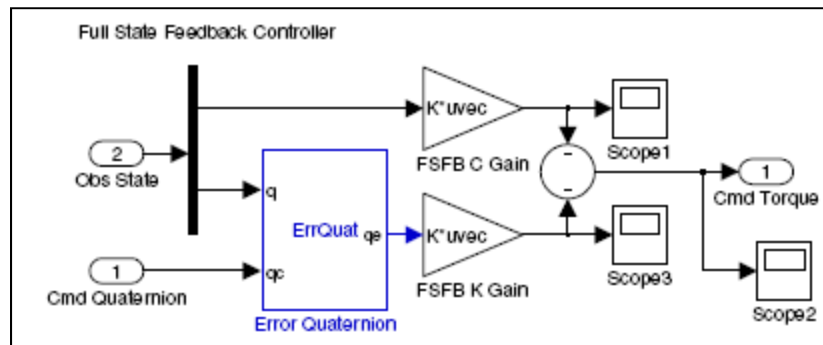 Full State Feedback Controller
K*uvec
FSFB C Gain
Scope1
2
Obs State
q
ErrQuat
qe
qc
Error Quaternion
1
Cmd Quaternion
K*uvec
FSFB K Gain
-
-
Scope3
1
Cmd Torque
Scope2